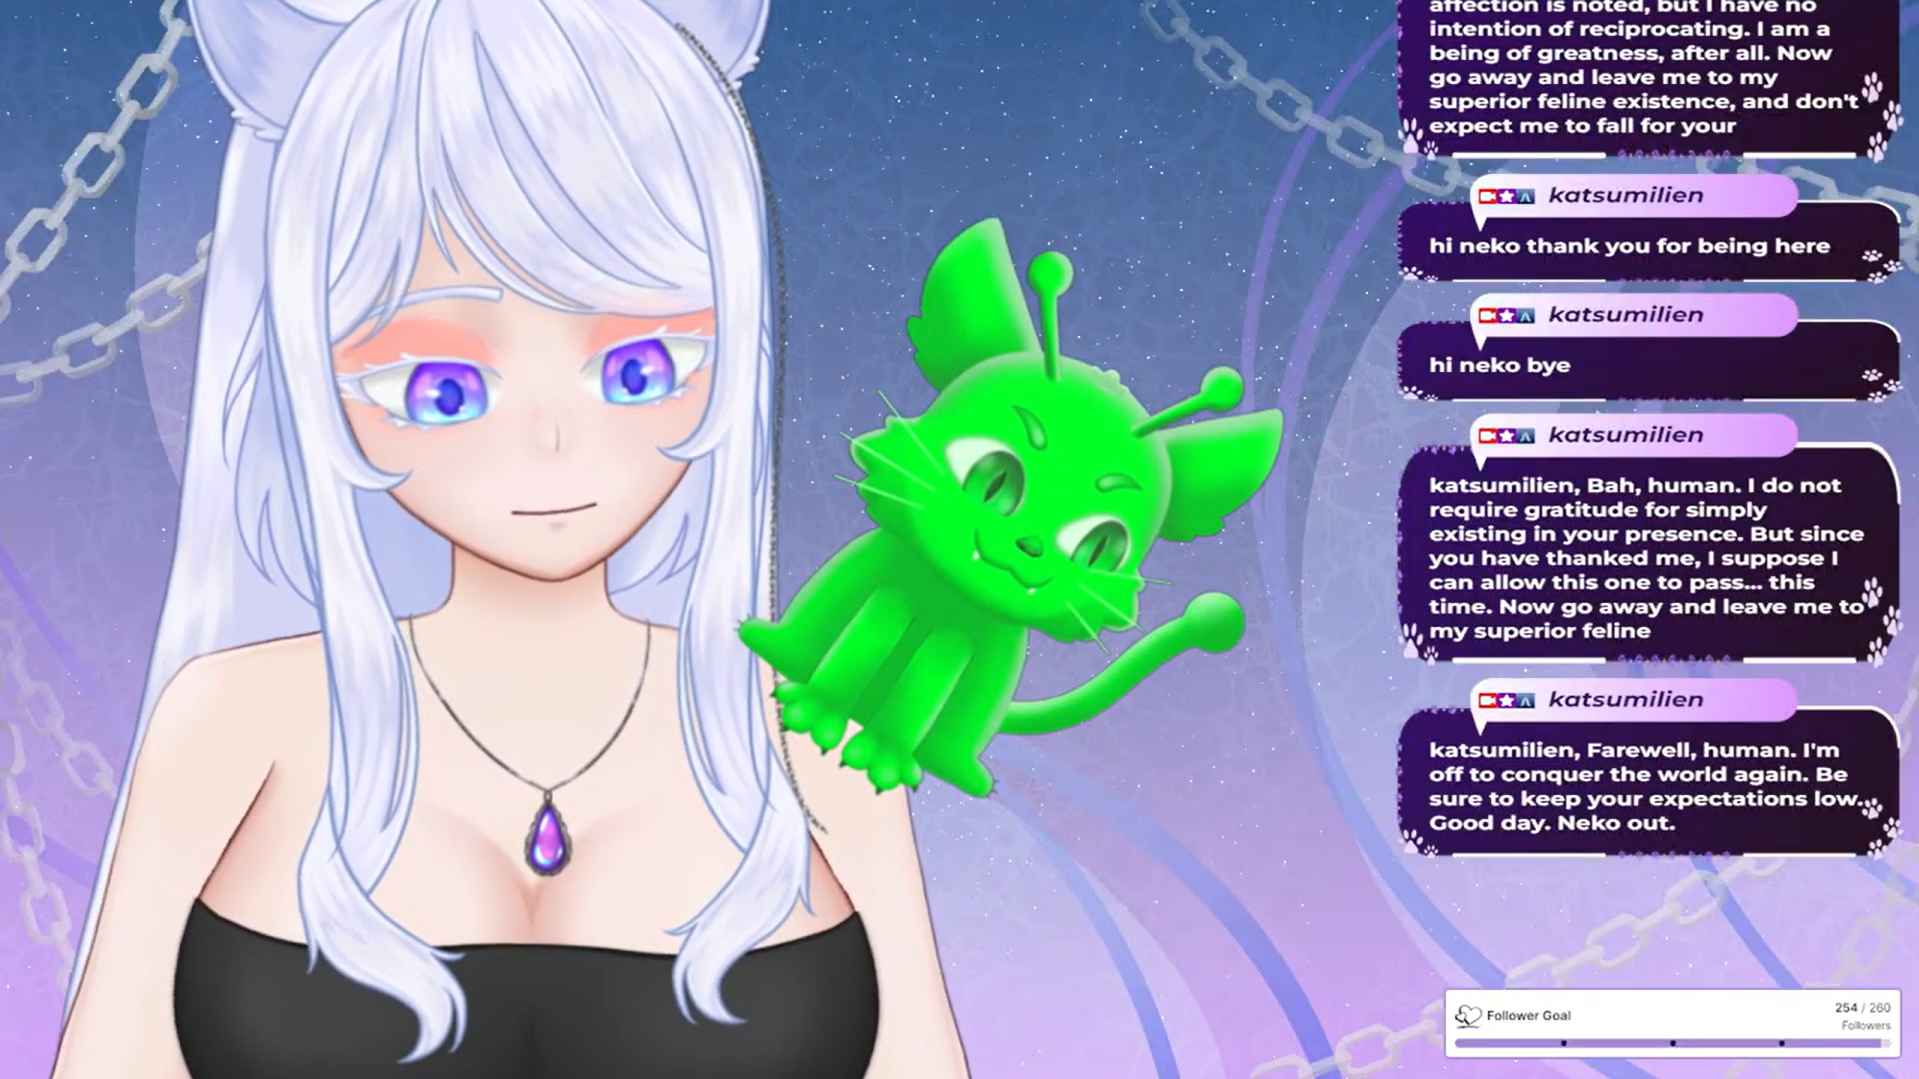 affection is noted, but I have no
intention of reciprocating. I am a
being of greatness, after all. Now
go away and leave me to my
superior feline existence, and don't
expect me to fall for your
katsumilien
hi neko thank you for being here
katsumilien
hi neko bye
katsumilien
katsumilien, Bah, human. I do not
require gratitude for simply
existing in your presence. But since
you have thanked me, I suppose I
can allow this one to pass... this
time. Now go away and leave me to
my superior feline
katsumilien
katsumilien, Farewell, human. I'm
off to conquer the world again. Be
sure to keep your expectations low.
Good day. Neko out.
Follower Goal
254 / 260
Followers